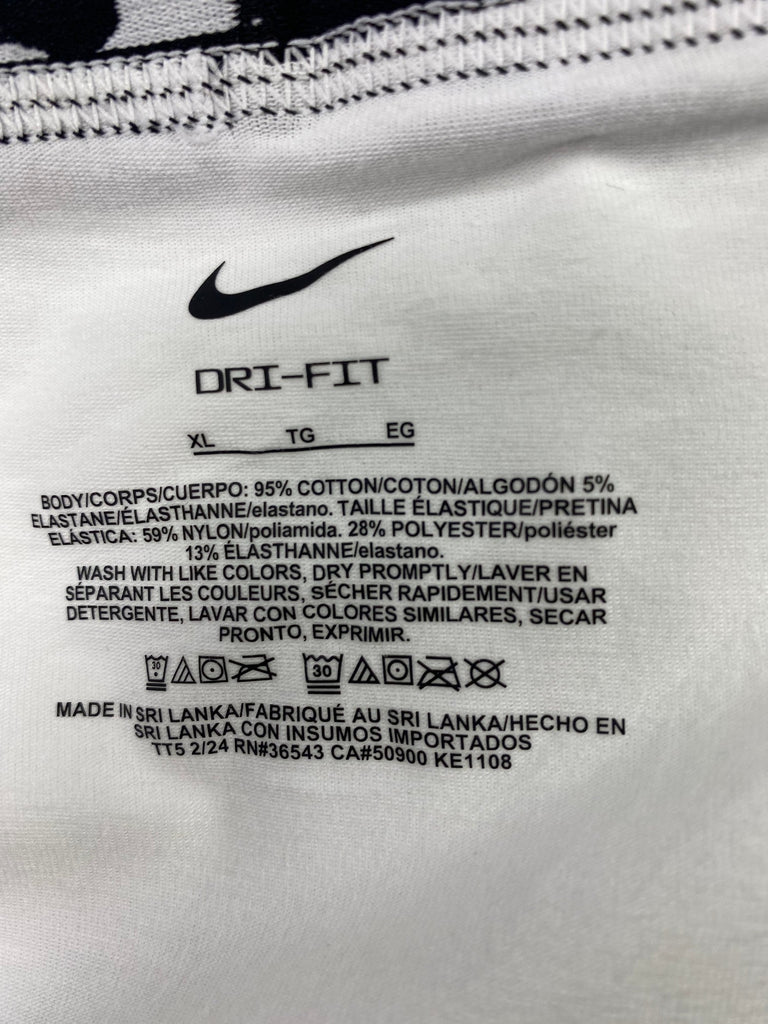 DRI-FIT
XL TG EG
BODY/CORPS/CUERPO: 95% COTTON/COTON/ALGODÓN 5%
ELASTANE/ÉLASTHANNE/elastano. TAILLE ÉLASTIQUE/PRETINA
ELÁSTICA: 59% NYLON/poliamida. 28% POLYESTER/poliéster
13% ÉLASTHANNE/elastano.
WASH WITH LIKE COLORS, DRY PROMPTLY/LAVER EN
SÉPARANT LES COULEURS, SÉCHER RAPIDEMENT/USAR
DETERGENTE, LAVAR CON COLORES SIMILARES, SECAR
PRONTO, EXPRIMIR.
30 30
MADE IN SRI LANKA/FABRIQUÉ AU SRI LANKA/HECHO EN
SRI LANKA CON INSUMOS IMPORTADOS
TT5 2/24 RN#36543 CA#50900 KE1108